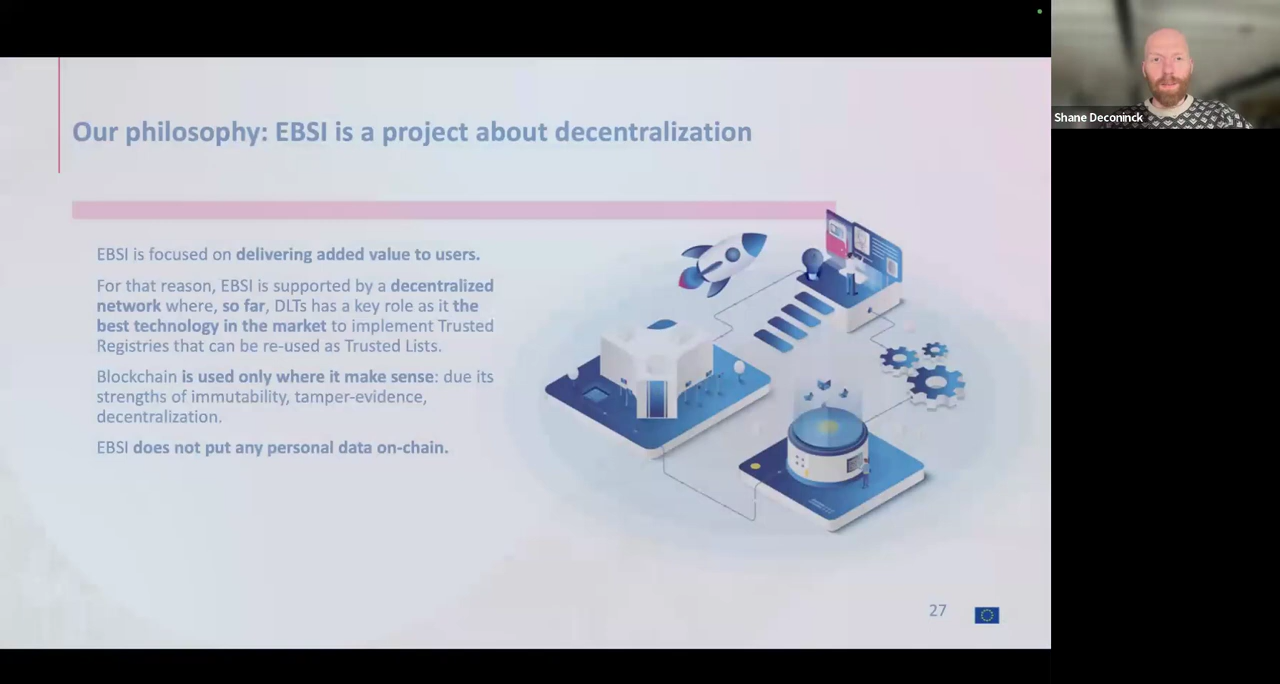 Our philosophy: EBSI is a project about decentralization
EBSI is focused on delivering added value to users.
For that reason, EBSI is supported by a decentralized
network where, so far, DLTs has a key role as it the
best technology in the market to implement Trusted
Registries that can be re-used as Trusted Lists.
Blockchain is used only where it make sense: due its
strengths of immutability, tamper-evidence,
decentralization.
EBSI does not put any personal data on-chain.
27
Shane Deconinck